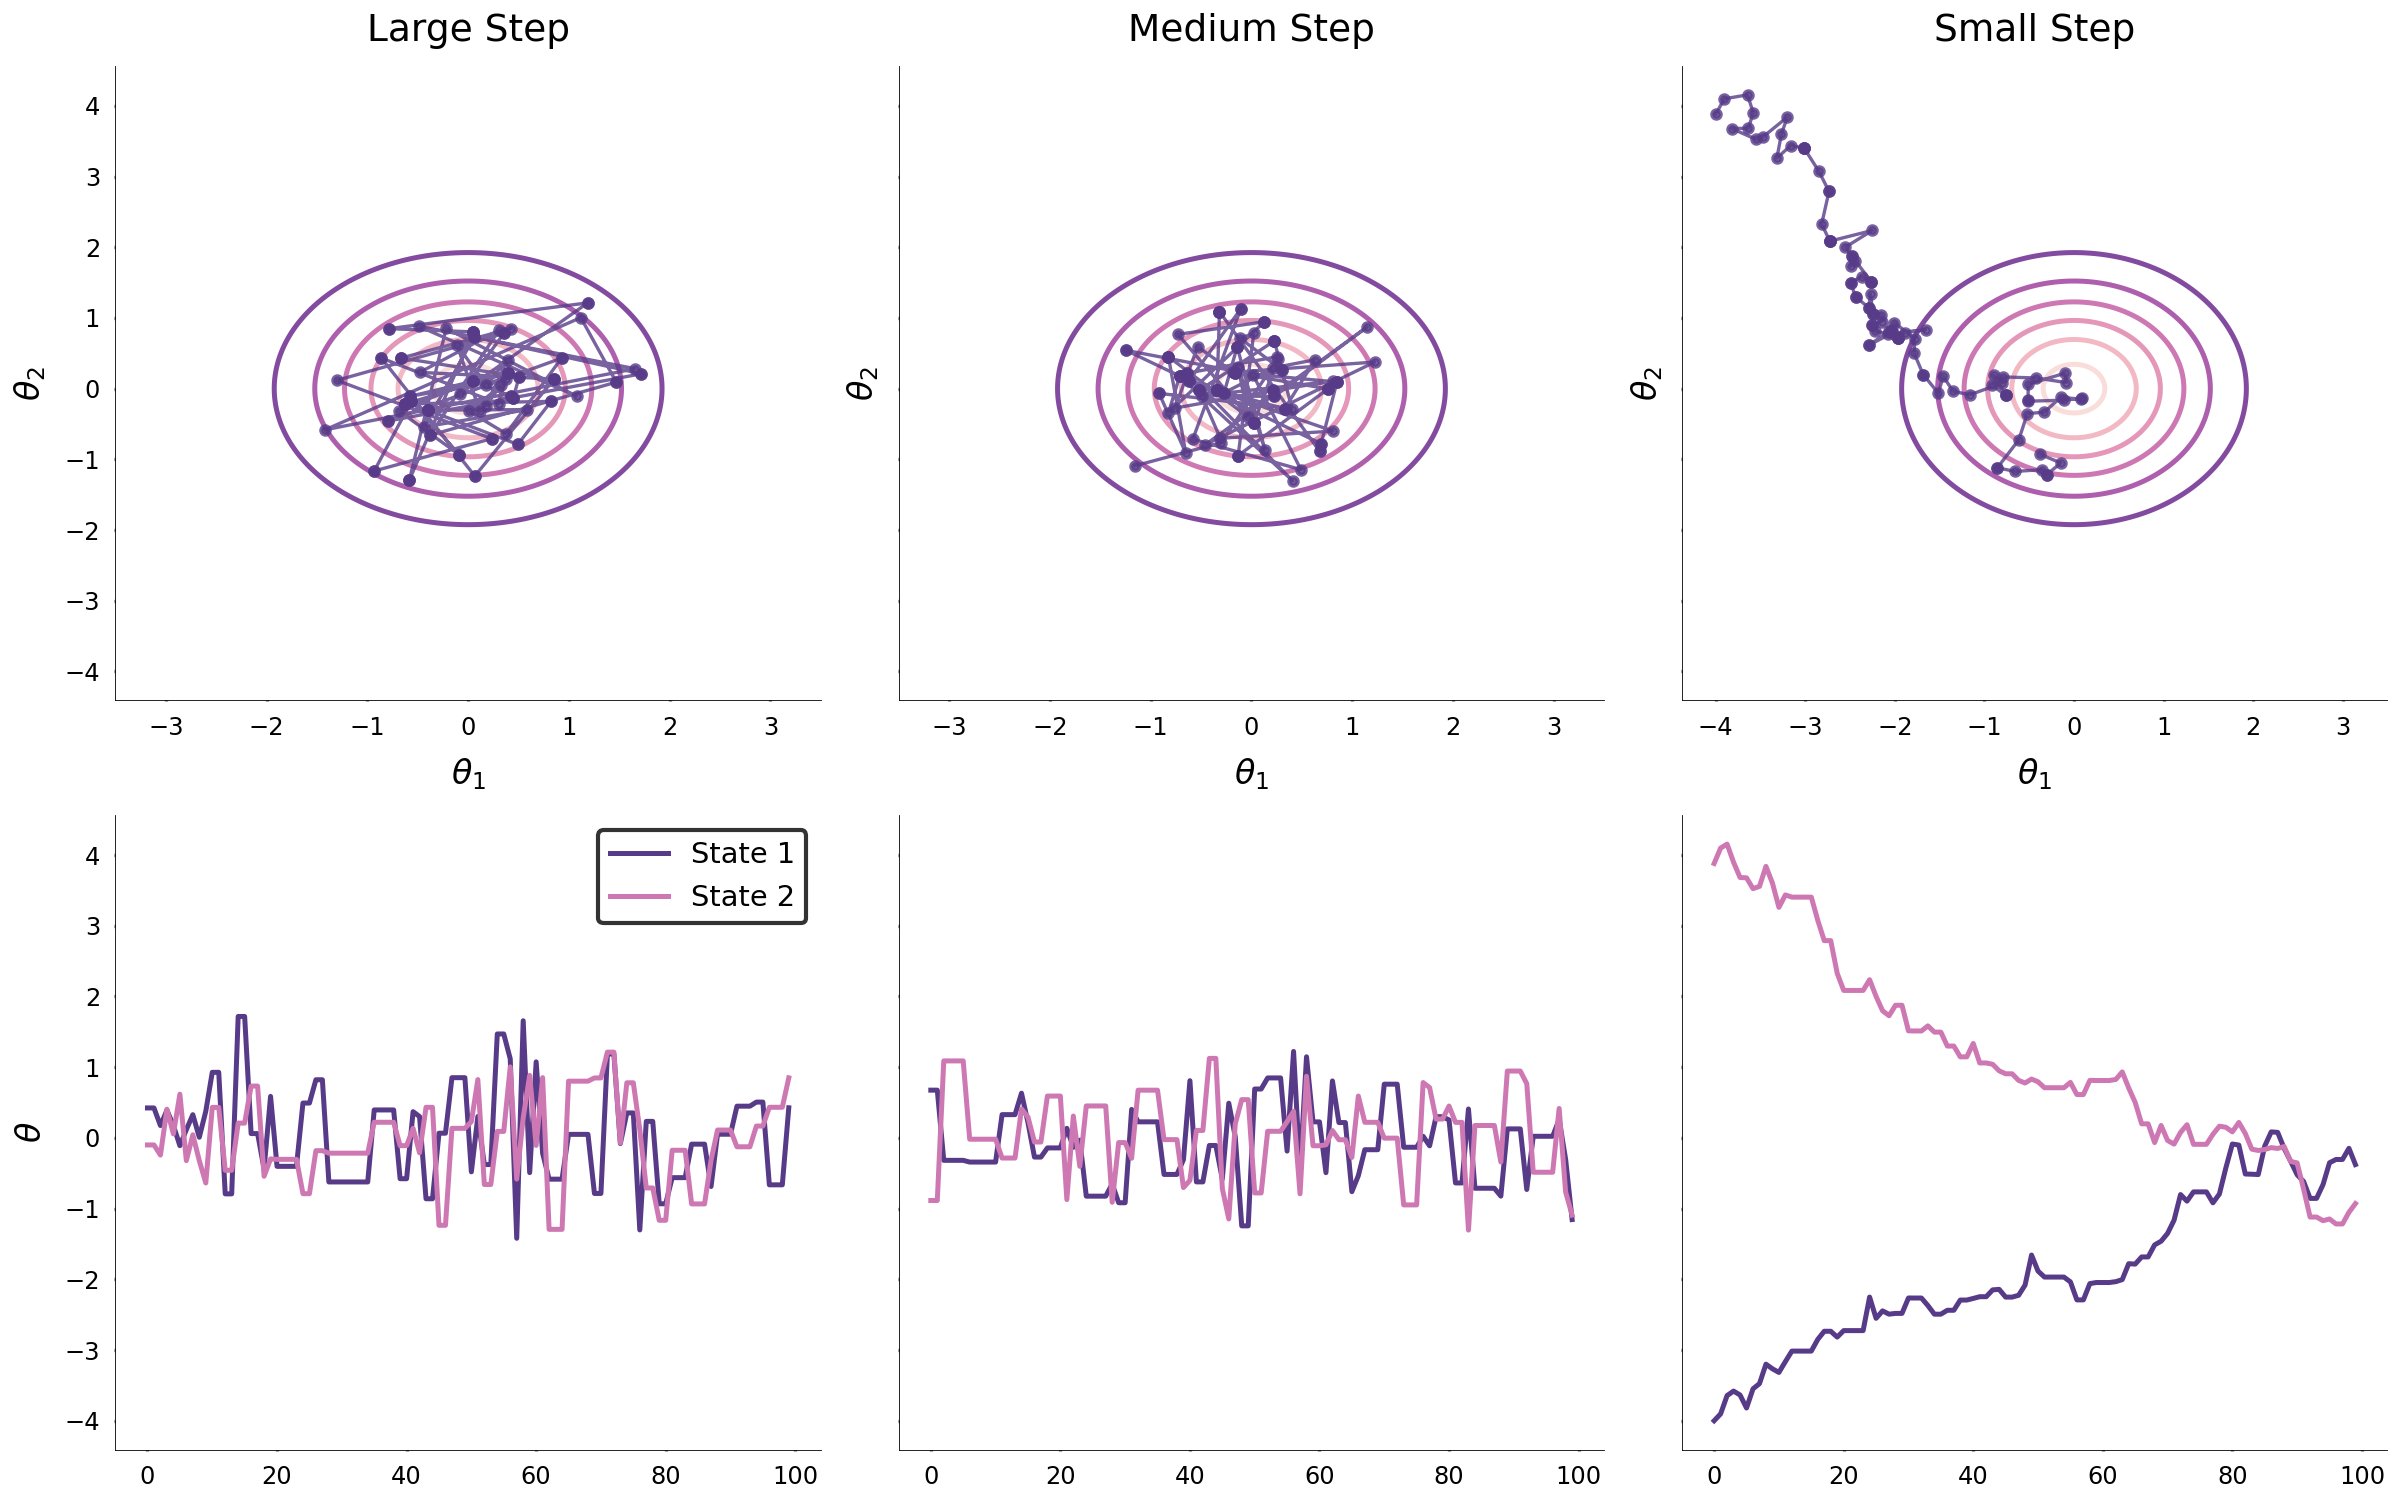 Large Step Medium Step Small Step
4
3
2
1
0
−1
−2
−3
−4
θ2
θ2
θ2
−3 −2 −1 0 1 2 3
−3 −2 −1 0 1 2 3
−4 −3 −2 −1 0 1 2 3
θ1 θ1 θ1
State 1
State 2
4
3
2
1
0
−1
−2
−3
−4
θ
0 20 40 60 80 100
0 20 40 60 80 100
0 20 40 60 80 100